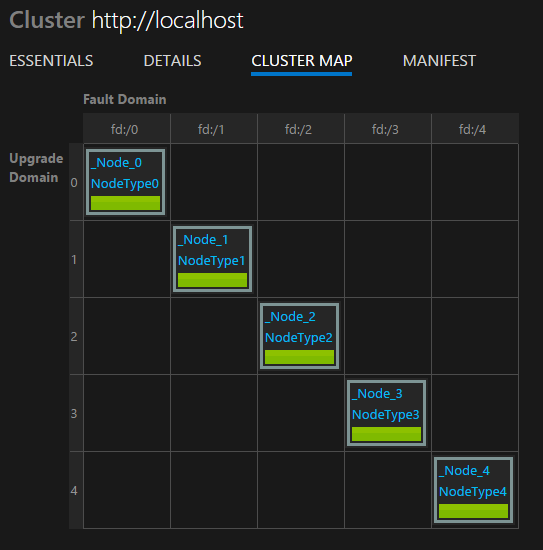 Cluster http://localhost
ESSENTIALS DETAILS CLUSTER MAP MANIFEST
Fault Domain
fd:/0 fd:/1 fd:/2 fd:/3 fd:/4
Upgrade
Domain
0
_Node_0
NodeType0
1
_Node_1
NodeType1
2
_Node_2
NodeType2
3
_Node_3
NodeType3
4
_Node_4
NodeType4